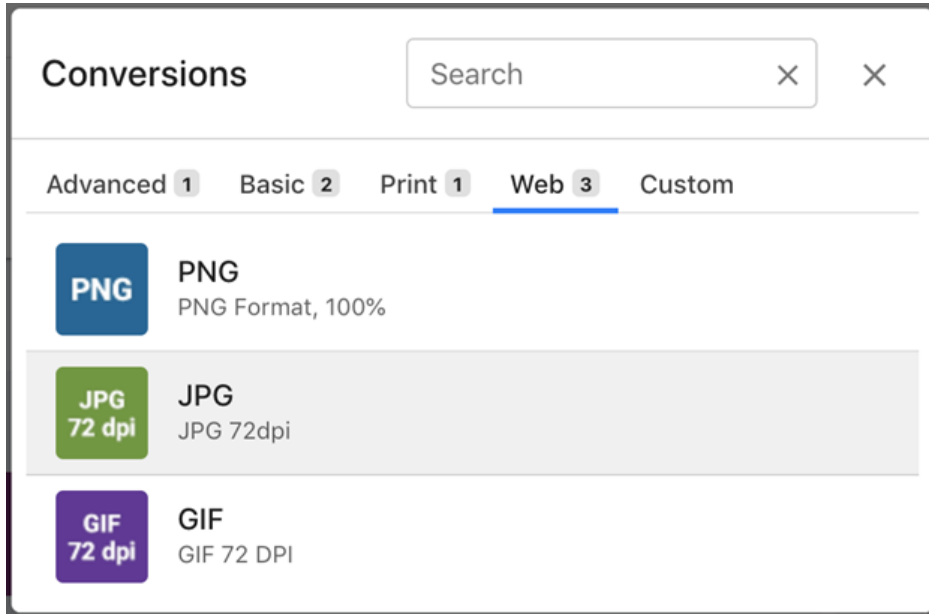 Conversions
Search
Advanced 1 Basic 2 Print 1 Web 3 Custom
PNG
PNG
PNG Format, 100%
JPG
72 dpi
JPG
JPG 72dpi
GIF
72 dpi
GIF
GIF 72 DPI